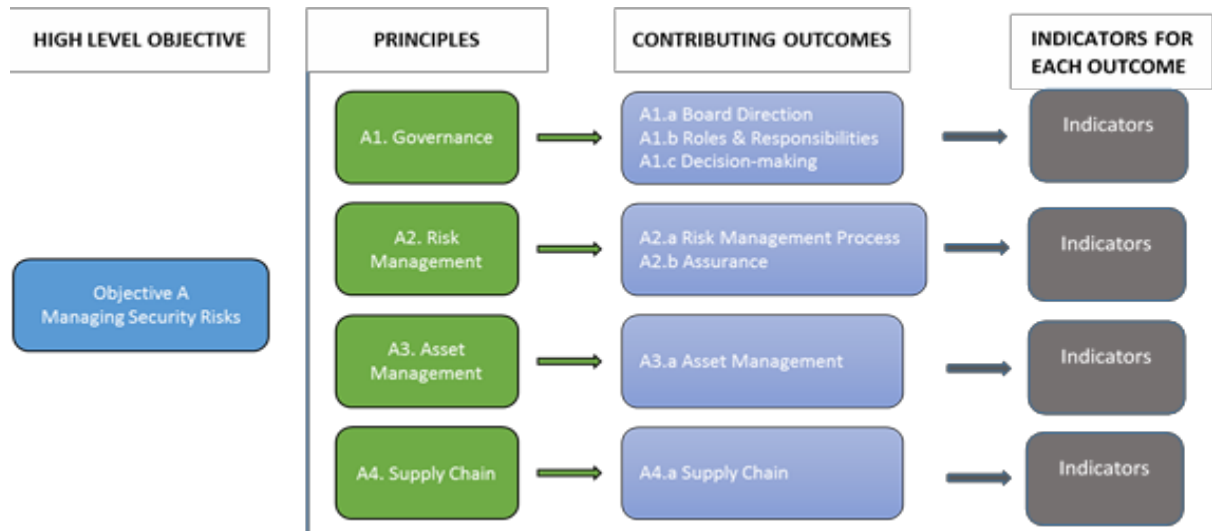 HIGH LEVEL OBJECTIVE
PRINCIPLES
CONTRIBUTING OUTCOMES
INDICATORS FOR
EACH OUTCOME
Objective A
Managing Security Risks
A1. Governance
A1.a Board Direction
A1.b Roles & Responsibilities
A1.c Decision-making
Indicators
A2. Risk
Management
A2.a Risk Management Process
A2.b Assurance
Indicators
A3. Asset
Management
A3.a Asset Management
Indicators
A4. Supply Chain
A4.a Supply Chain
Indicators